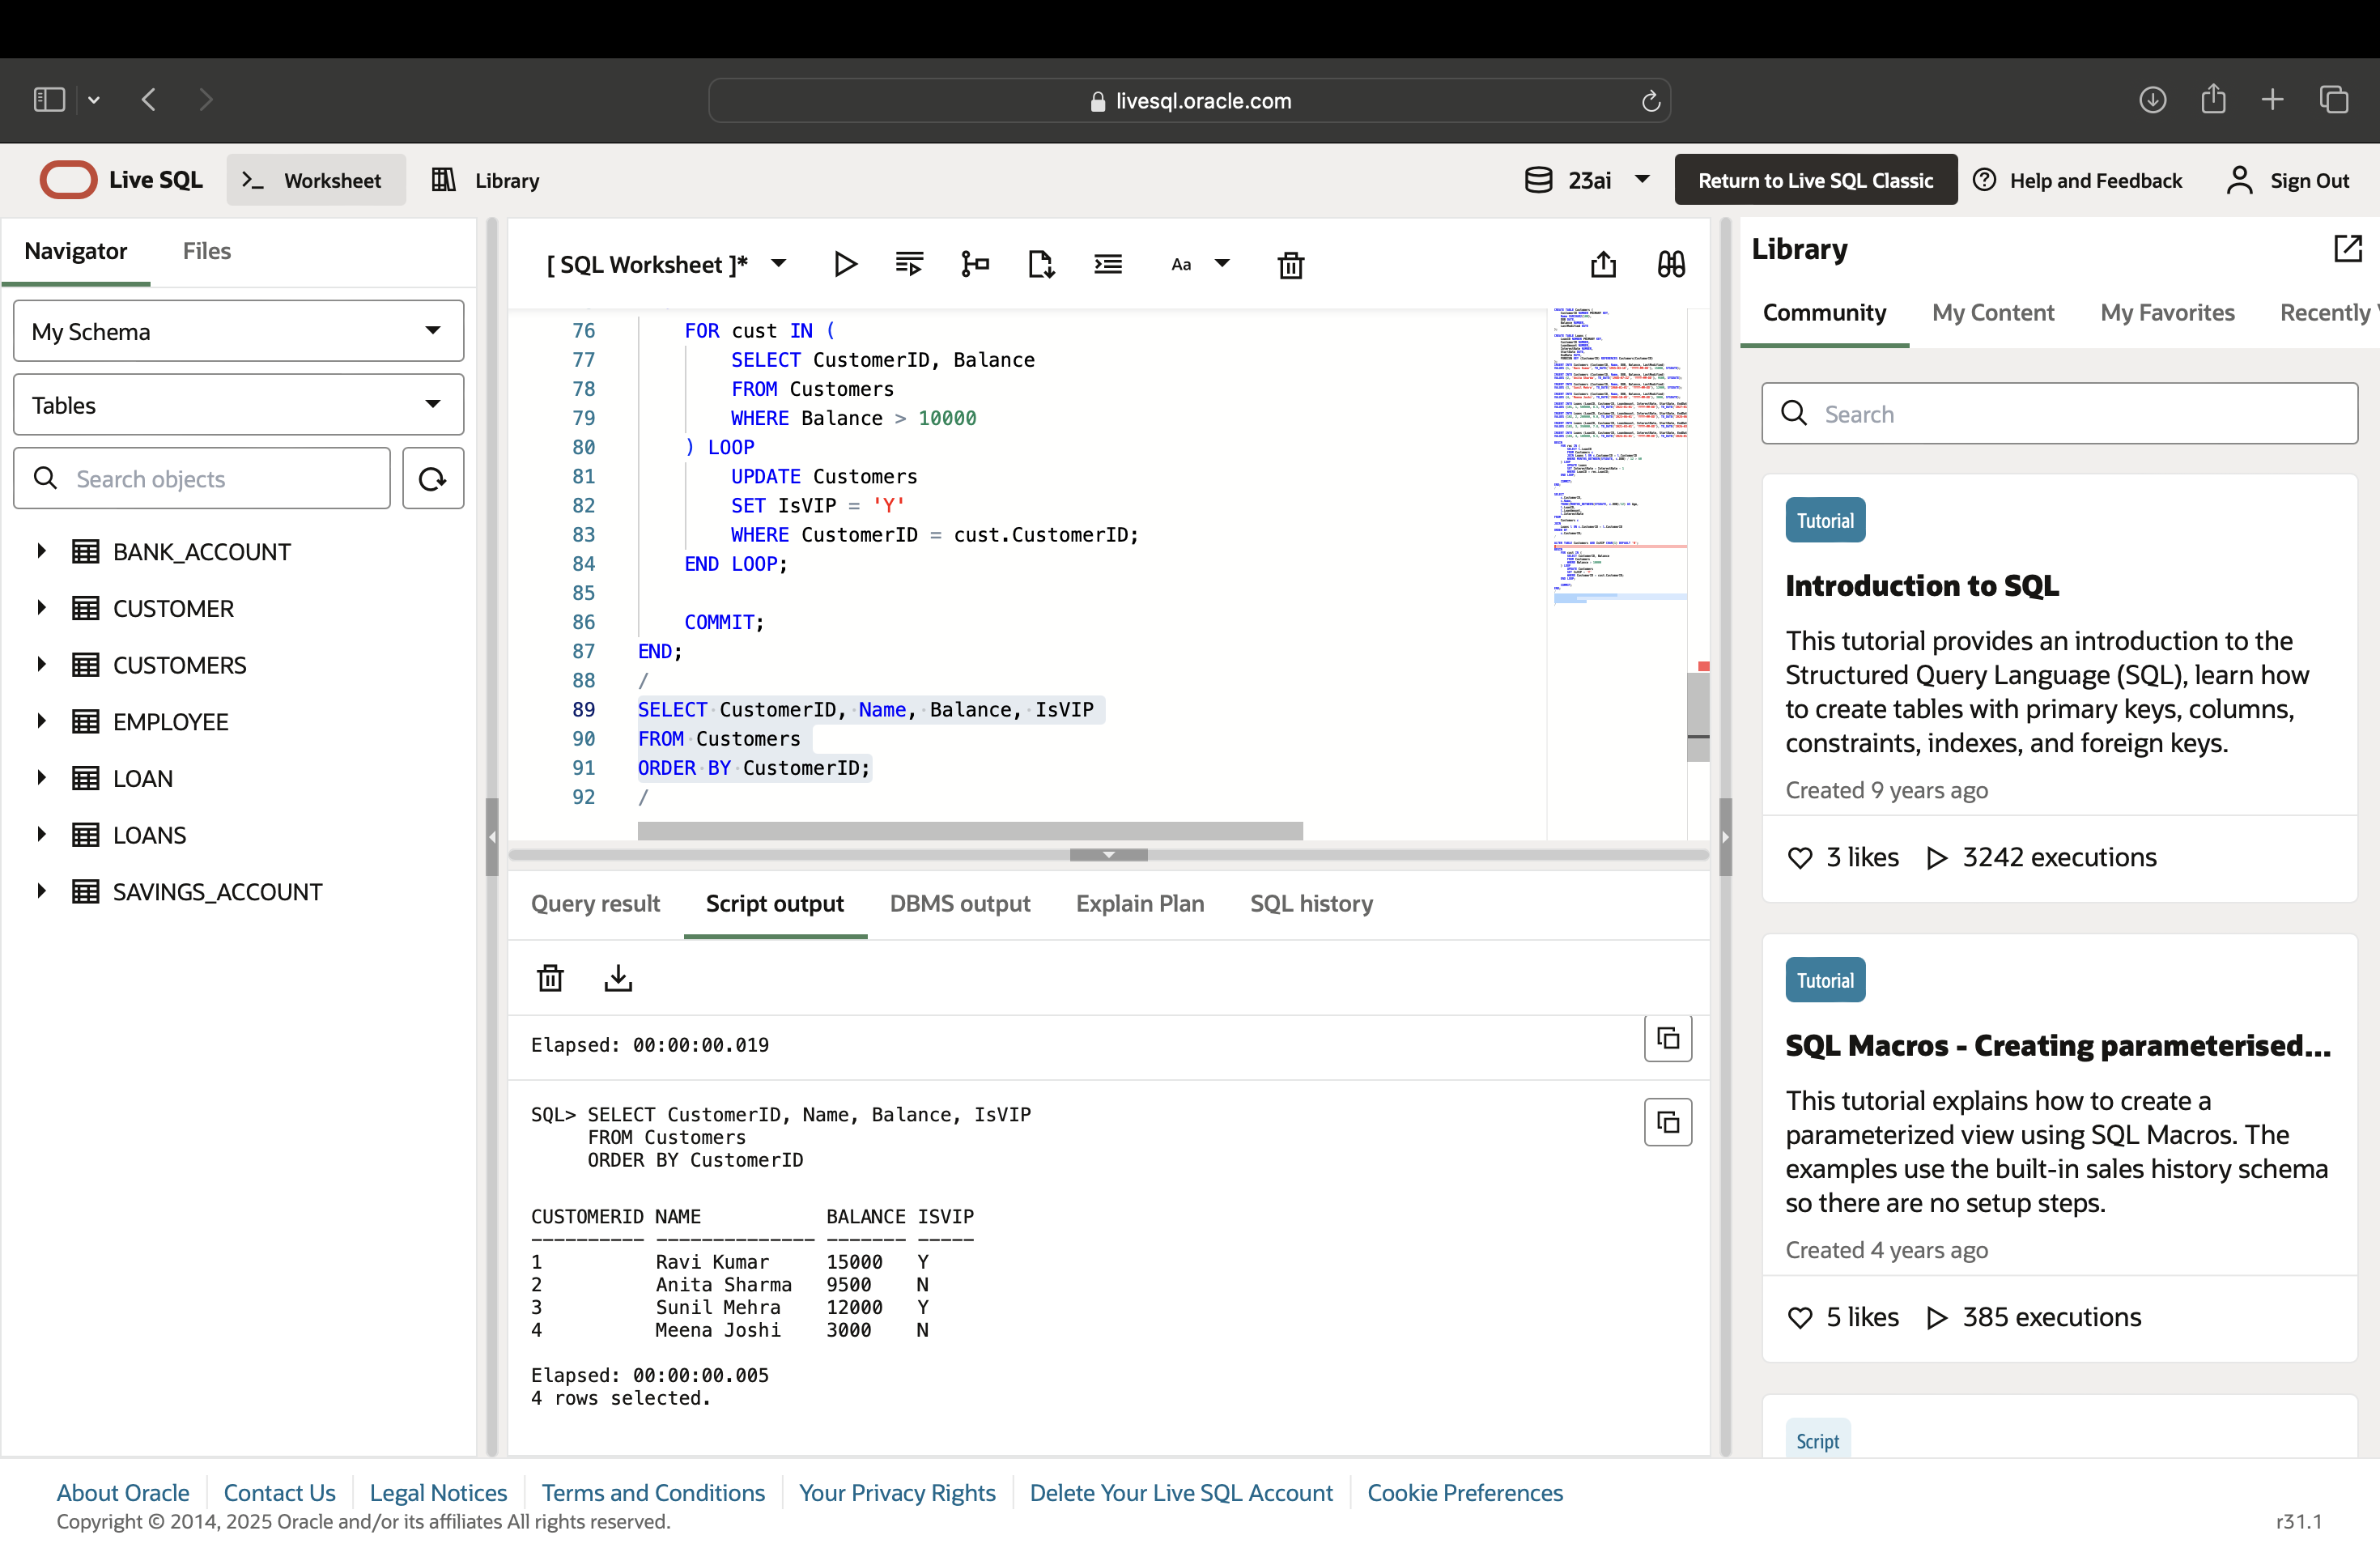 livesql.oracle.com
Live SQL
Worksheet
Library
23ai
Return to Live SQL Classic
Help and Feedback
Sign Out
Navigator
Files
My Schema
Tables
Search objects
BANK_ACCOUNT
CUSTOMER
CUSTOMERS
EMPLOYEE
LOAN
LOANS
SAVINGS_ACCOUNT
[ SQL Worksheet ]*
Aa
76 FOR cust IN (
77 SELECT CustomerID, Balance
78 FROM Customers
79 WHERE Balance > 10000
80 ) LOOP
81 UPDATE Customers
82 SET IsVIP = 'Y'
83 WHERE CustomerID = cust.CustomerID;
84 END LOOP;
85
86 COMMIT;
87 END;
88 /
89 SELECT CustomerID, Name, Balance, IsVIP
90 FROM Customers
91 ORDER BY CustomerID;
92 /
Query result
Script output
DBMS output
Explain Plan
SQL history
Elapsed: 00:00:00.019
SQL> SELECT CustomerID, Name, Balance, IsVIP
FROM Customers
ORDER BY CustomerID
CUSTOMERID NAME BALANCE ISVIP
---------- -------------- ------- -----
1 Ravi Kumar 15000 Y
2 Anita Sharma 9500 N
3 Sunil Mehra 12000 Y
4 Meena Joshi 3000 N
Elapsed: 00:00:00.005
4 rows selected.
Library
Community
My Content
My Favorites
Recently
Search
Tutorial
Introduction to SQL
This tutorial provides an introduction to the
Structured Query Language (SQL), learn how
to create tables with primary keys, columns,
constraints, indexes, and foreign keys.
Created 9 years ago
3 likes
3242 executions
Tutorial
SQL Macros - Creating parameterised...
This tutorial explains how to create a
parameterized view using SQL Macros. The
examples use the built-in sales history schema
so there are no setup steps.
Created 4 years ago
5 likes
385 executions
Script
About Oracle
Contact Us
Legal Notices
Terms and Conditions
Your Privacy Rights
Delete Your Live SQL Account
Cookie Preferences
Copyright © 2014, 2025 Oracle and/or its affiliates All rights reserved.
r31.1